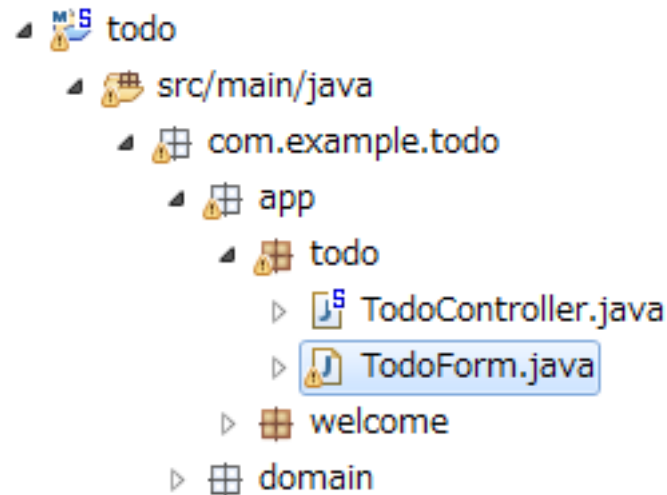 todo
src/main/java
com.example.todo
app
todo
TodoController.java
TodoForm.java
welcome
domain